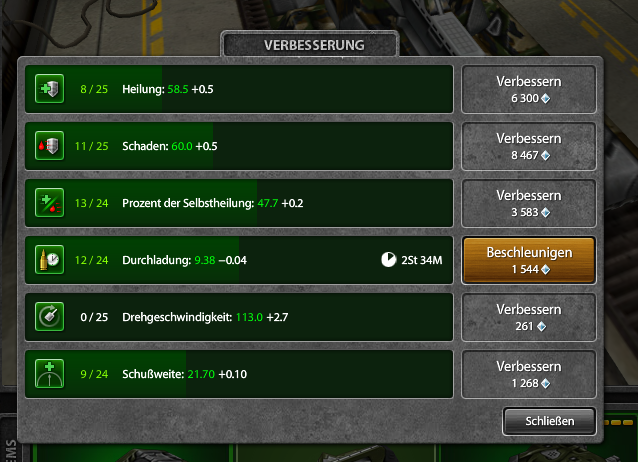 VERBESSERUNG
8 / 25 Heilung: 58.5 +0.5 Verbessern
6 300
11 / 25 Schaden: 60.0 +0.5 Verbessern
8 467
13 / 24 Prozent der Selbstheilung: 47.7 +0.2 Verbessern
3 583
12 / 24 Durchladung: 9.38 −0.04 2St 34M Beschleunigen
1 544
0 / 25 Drehgeschwindigkeit: 113.0 +2.7 Verbessern
261
9 / 24 Schußweite: 21.70 +0.10 Verbessern
1 268
Schließen
EMS